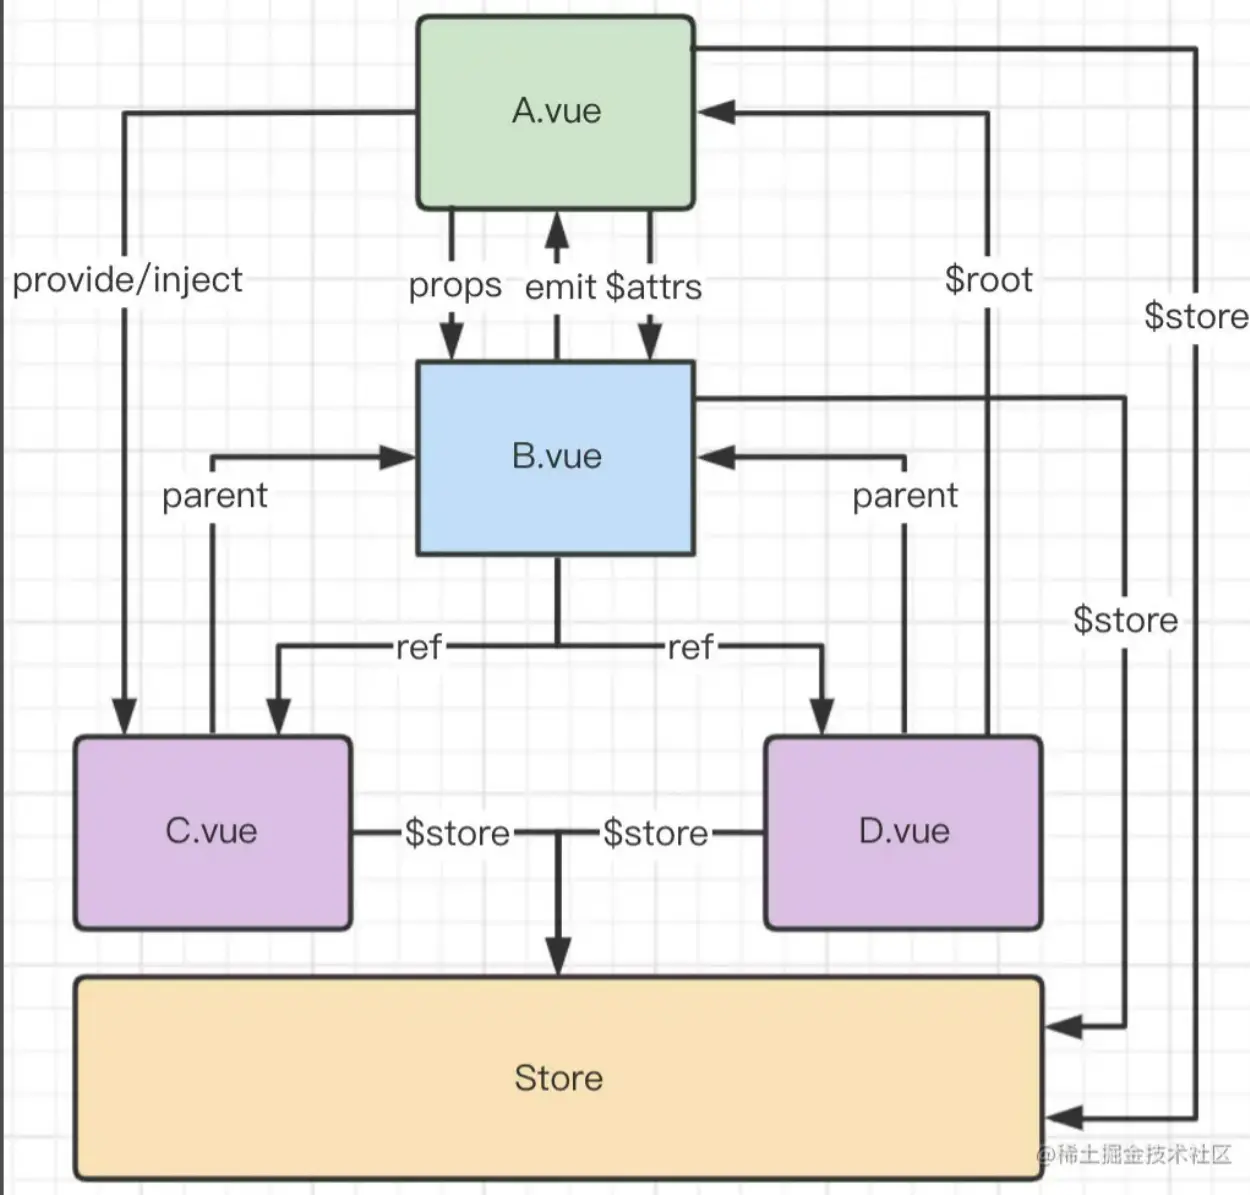 A.vue
provide/inject
props
emit
$attrs
$root
$store
B.vue
parent
parent
$store
ref
ref
C.vue
$store
$store
D.vue
Store
@稀土掘金技术社区